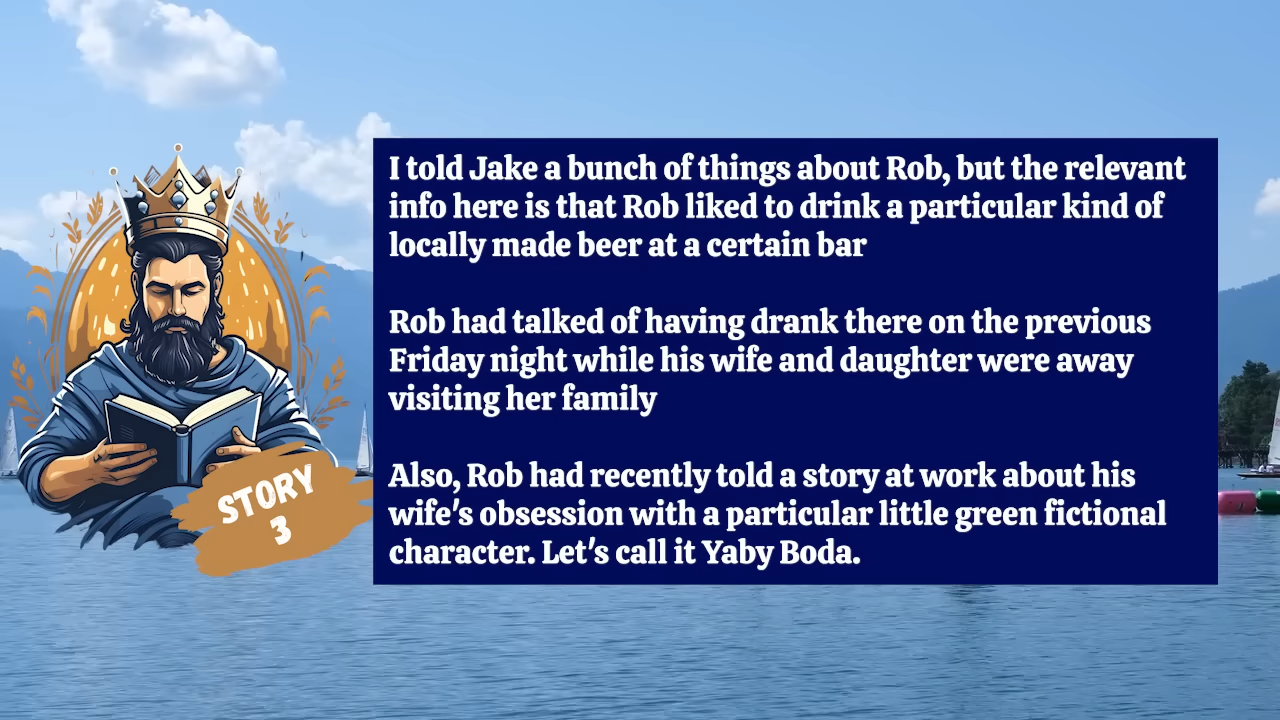 I told Jake a bunch of things about Rob, but the relevant
info here is that Rob liked to drink a particular kind of
locally made beer at a certain bar
Rob had talked of having drank there on the previous
Friday night while his wife and daughter were away
visiting her family
Also, Rob had recently told a story at work about his
wife's obsession with a particular little green fictional
character. Let's call it Yaby Boda.
STORY
3